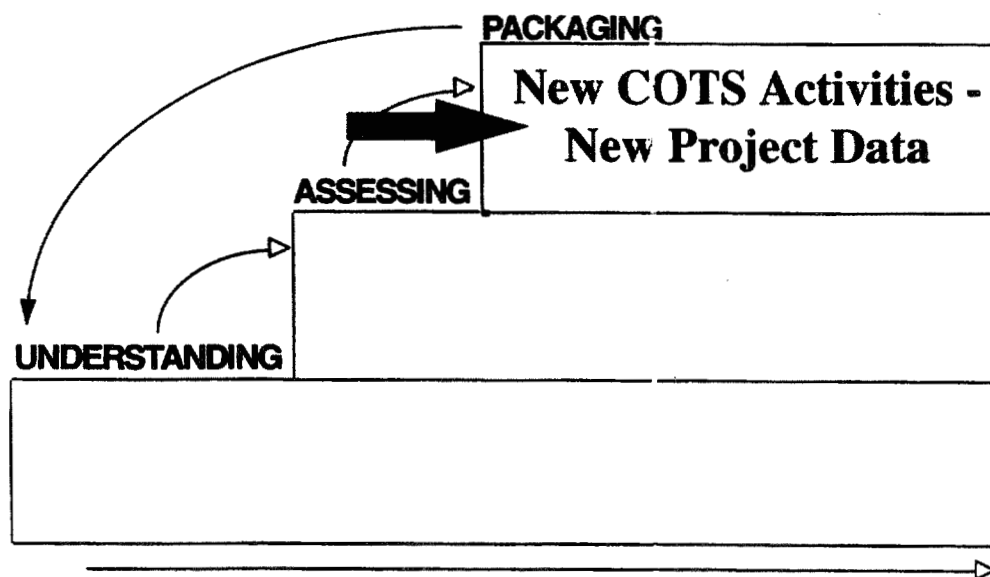 PACKAGING
New COTS Activities -
New Project Data
ASSESSING
UNDERSTANDING